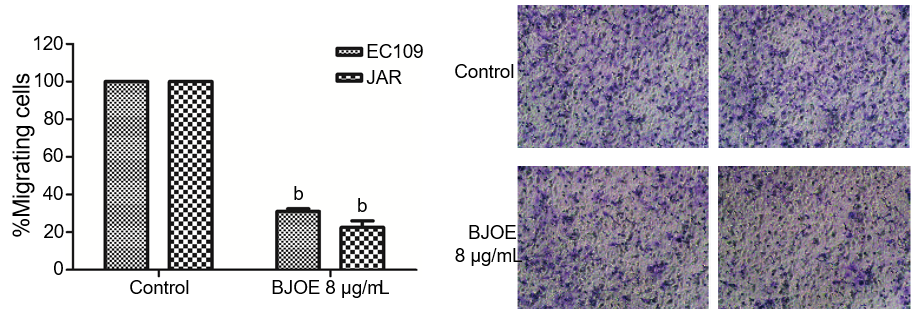 %Migrating cells
120
100
80
60
40
20
0
EC109
JAR
b
b
Control
BJOE 8 µg/mL
Control
BJOE
8 µg/mL